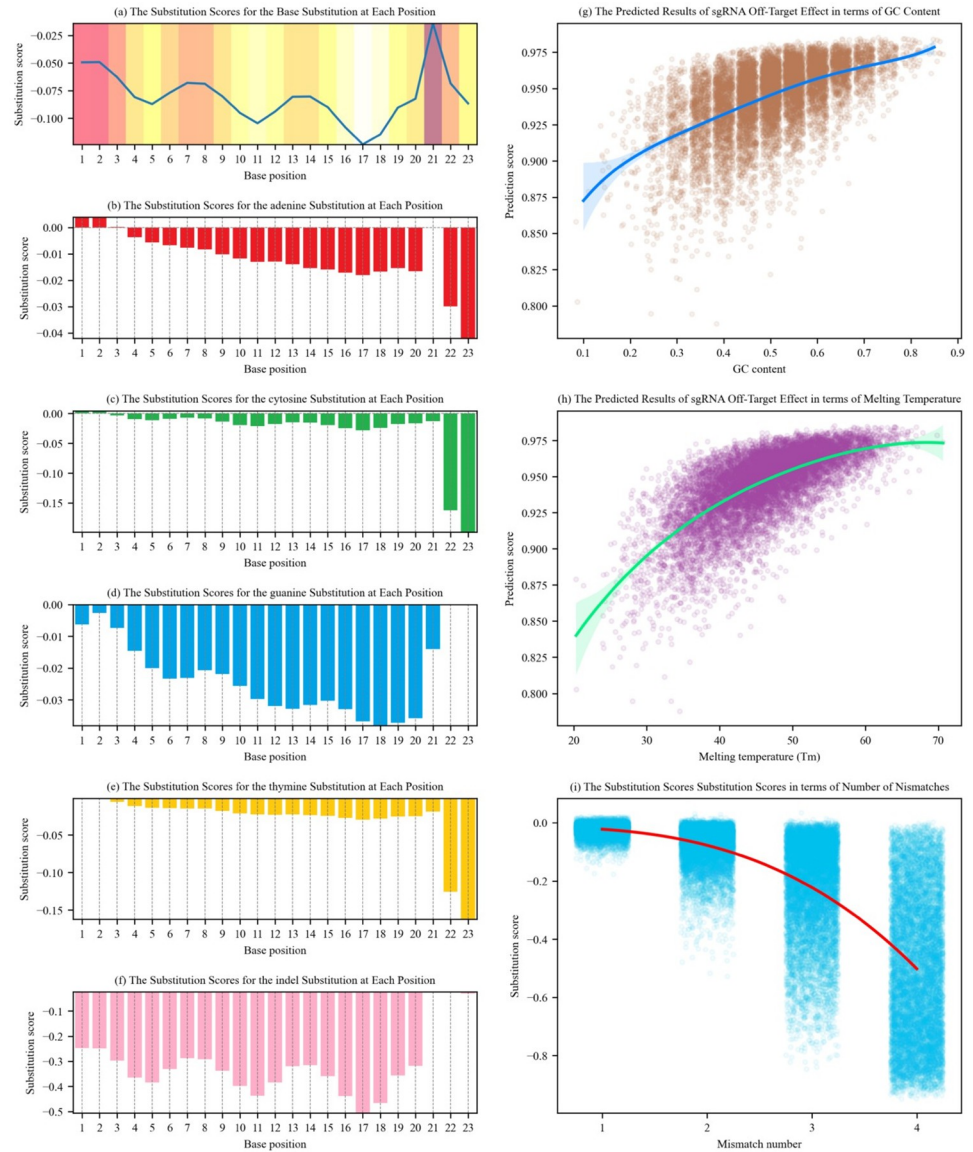 (a) The Substitution Scores for the Base Substitution at Each Position
−0.025
−0.050
−0.075
−0.100
Substitution score
1 2 3 4 5 6 7 8 9 10 11 12 13 14 15 16 17 18 19 20 21 22 23
Base position
(b) The Substitution Scores for the adenine Substitution at Each Position
0.00
−0.01
−0.02
−0.03
−0.04
Substitution score
1 2 3 4 5 6 7 8 9 10 11 12 13 14 15 16 17 18 19 20 21 22 23
Base position
(c) The Substitution Scores for the cytosine Substitution at Each Position
0.00
−0.05
−0.10
−0.15
Substitution score
1 2 3 4 5 6 7 8 9 10 11 12 13 14 15 16 17 18 19 20 21 22 23
Base position
(d) The Substitution Scores for the guanine Substitution at Each Position
0.00
−0.01
−0.02
−0.03
Substitution score
1 2 3 4 5 6 7 8 9 10 11 12 13 14 15 16 17 18 19 20 21 22 23
Base position
(e) The Substitution Scores for the thymine Substitution at Each Position
−0.05
−0.10
−0.15
Substitution score
1 2 3 4 5 6 7 8 9 10 11 12 13 14 15 16 17 18 19 20 21 22 23
Base position
(f) The Substitution Scores for the indel Substitution at Each Position
−0.1
−0.2
−0.3
−0.4
−0.5
Substitution score
1 2 3 4 5 6 7 8 9 10 11 12 13 14 15 16 17 18 19 20 21 22 23
Base position
(g) The Predicted Results of sgRNA Off-Target Effect in terms of GC Content
0.975
0.950
0.925
0.900
0.875
0.850
0.825
0.800
Prediction score
0.1 0.2 0.3 0.4 0.5 0.6 0.7 0.8 0.9
GC content
(h) The Predicted Results of sgRNA Off-Target Effect in terms of Melting Temperature
0.975
0.950
0.925
0.900
0.875
0.850
0.825
0.800
Prediction score
20 30 40 50 60 70
Melting temperature (Tm)
(i) The Substitution Scores Substitution Scores in terms of Number of Nismatches
0.0
−0.2
−0.4
−0.6
−0.8
Substitution score
1 2 3 4
Mismatch number